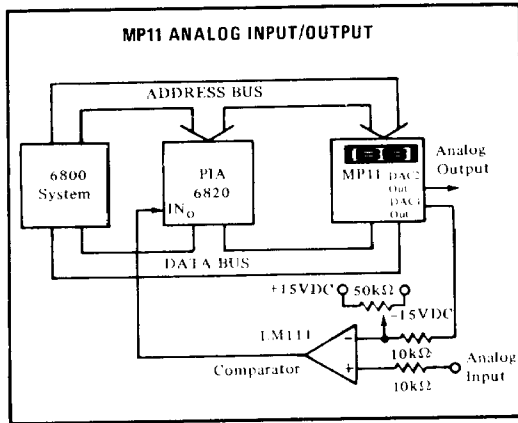 MP11 ANALOG INPUT/OUTPUT
ADDRESS BUS
6800
System
PIA
6820
IN0
MP11
DAC2
Out
DAC1
Out
Analog
Output
DATA BUS
+15VDC
50kΩ
-15VDC
LM111
Comparator
10kΩ
10kΩ
Analog
Input
-
+